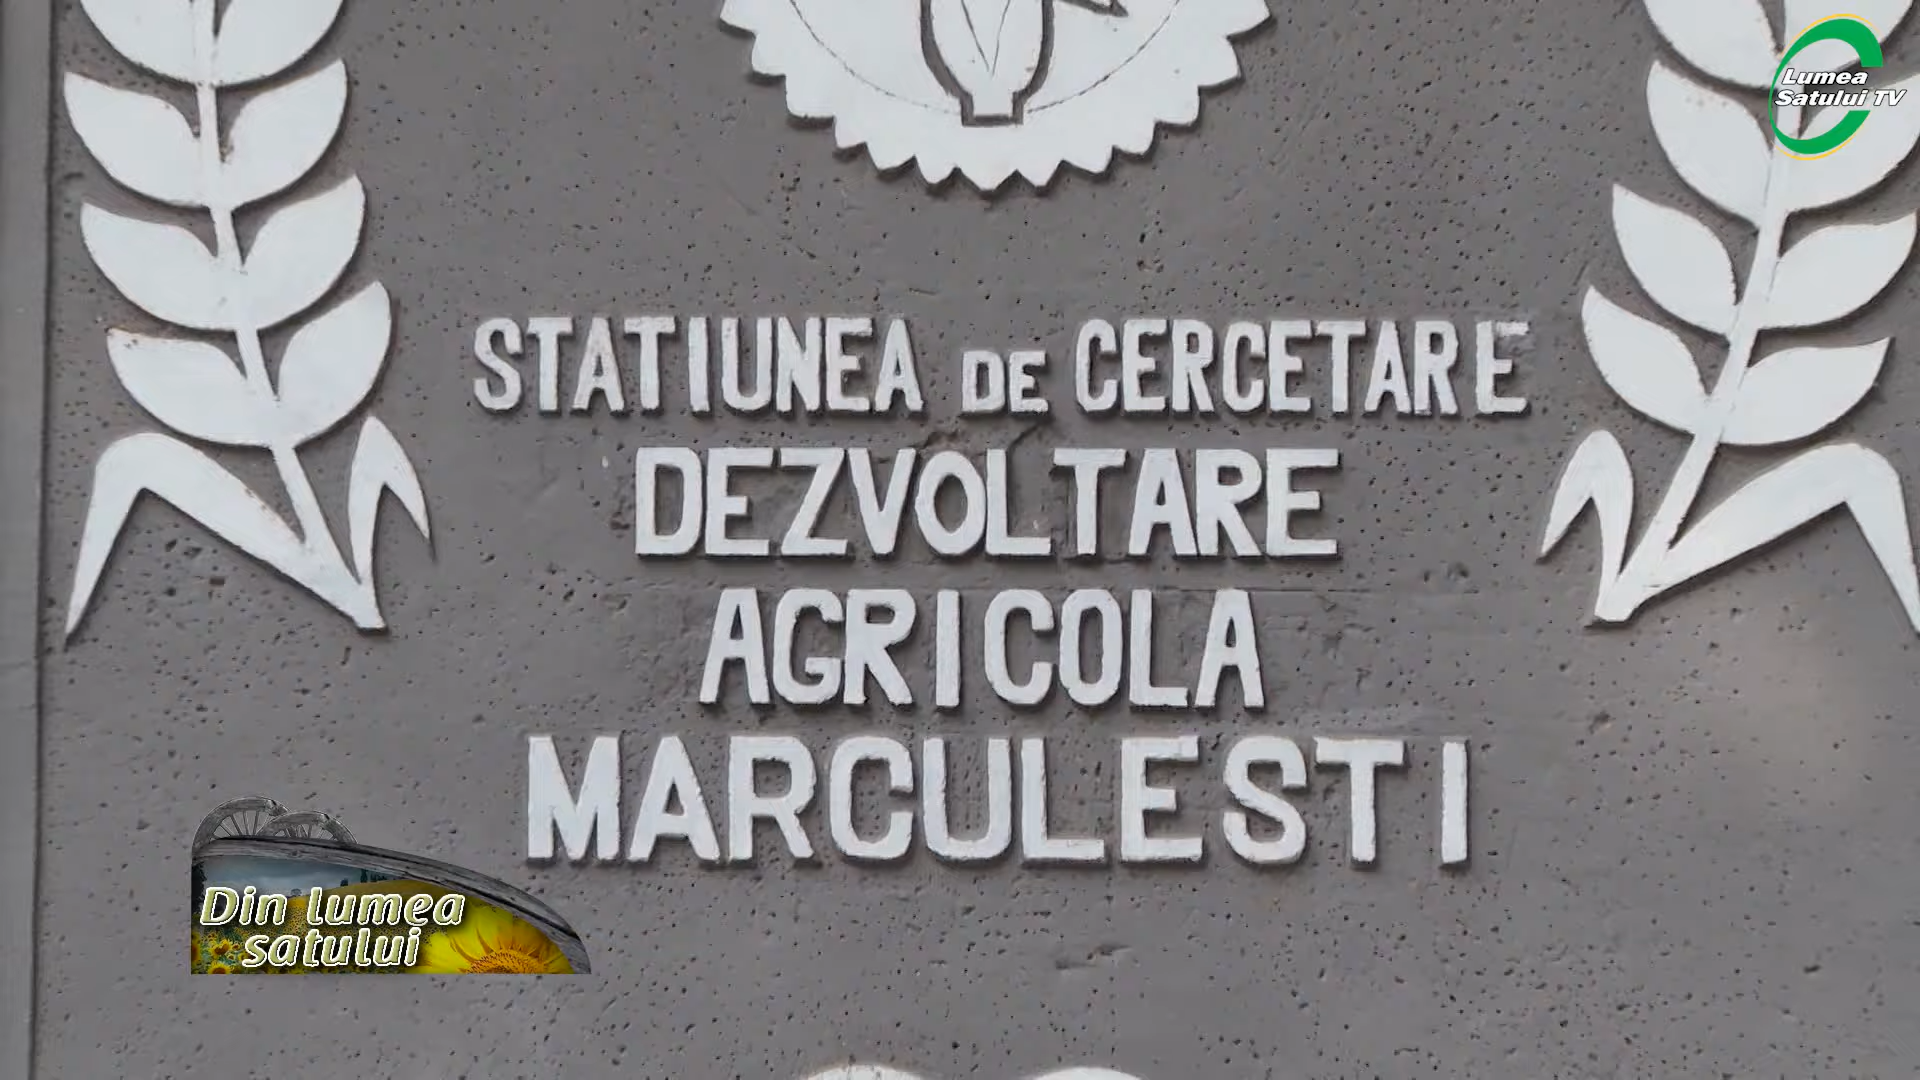 Lumea
Satului TV
STATIUNEA DE CERCETARE
DEZVOLTARE
AGRICOLA
MARCULESTI
Din lumea
satului